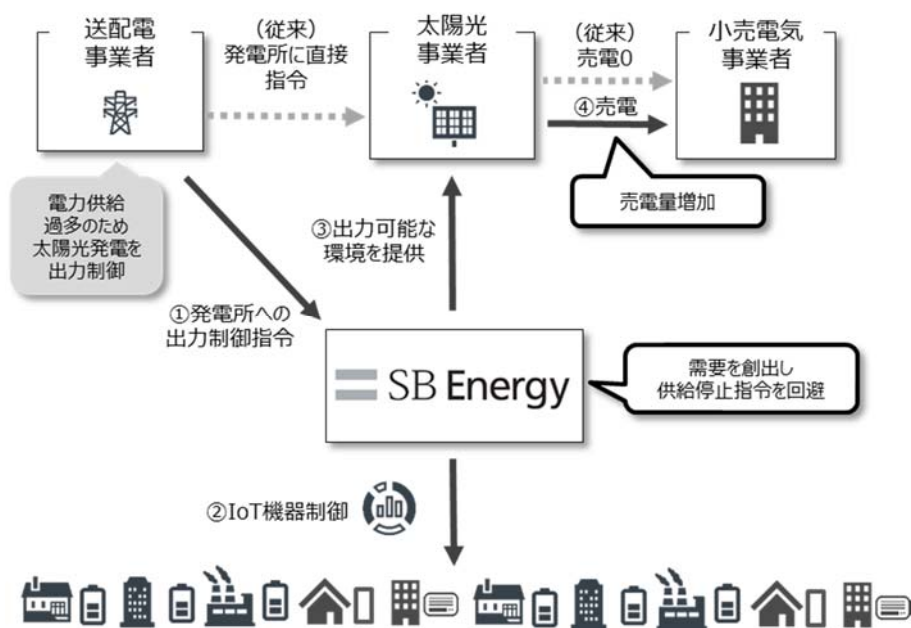 送配電
事業者
（従来）
発電所に直接
指令
太陽光
事業者
（従来）
売電0
④売電
小売電気
事業者
電力供給
過多のため
太陽光発電を
出力制御
売電量増加
③出力可能な
環境を提供
①発電所への
出力制御指令
SB Energy
需要を創出し
供給停止指令を回避
②IoT機器制御